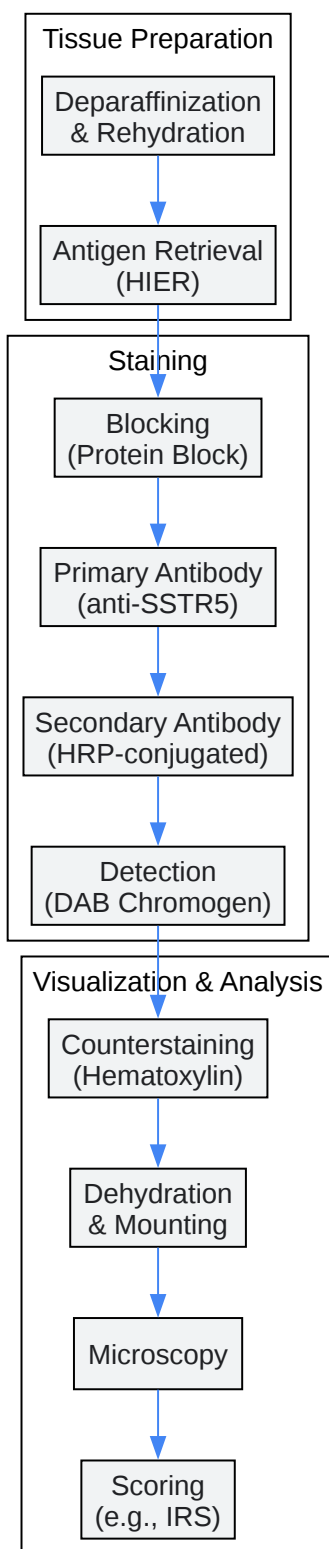 Tissue Preparation
Deparaffinization
& Rehydration
Antigen Retrieval
(HIER)
Staining
Blocking
(Protein Block)
Primary Antibody
(anti-SSTR5)
Secondary Antibody
(HRP-conjugated)
Detection
(DAB Chromogen)
Visualization & Analysis
Counterstaining
(Hematoxylin)
Dehydration
& Mounting
Microscopy
Scoring
(e.g., IRS)